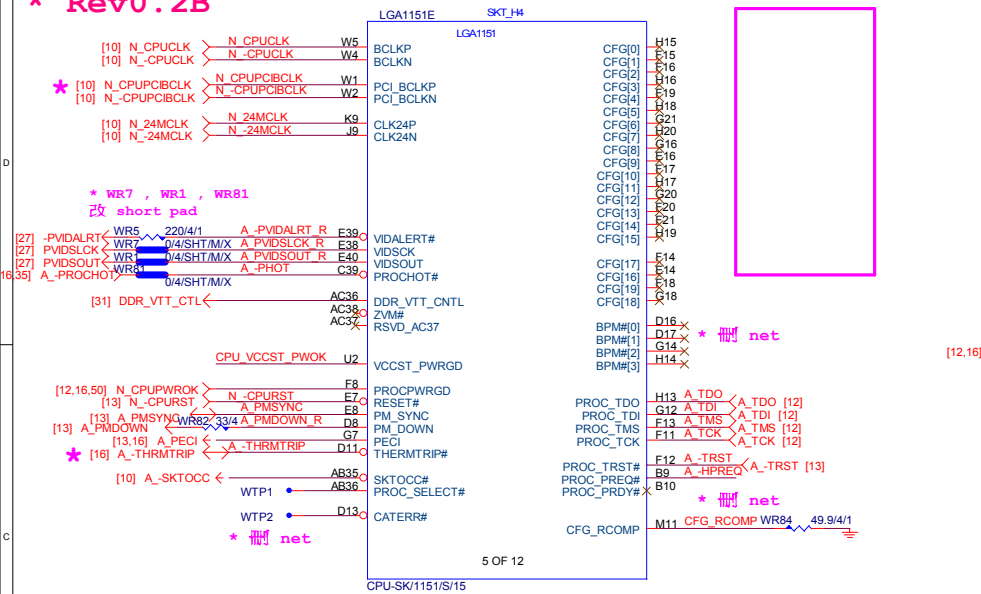 * Rev0.2B
LGA1151E
SKT_H4
LGA1151
[10] N_CPUCLK N_CPUCLK W5 BCLKP CFG[0] H15
[10] N_-CPUCLK N_-CPUCLK W4 BCLKN CFG[1] F15
CFG[2] F16
* [10] N_CPUPCIBCLK N_CPUPCIBCLK W1 PCI_BCLKP CFG[3] H16
[10] N_-CPUPCIBCLK N_-CPUPCIBCLK W2 PCI_BCLKN CFG[4] F19
CFG[5] H18
[10] N_24MCLK N_24MCLK K9 CLK24P CFG[6] G21
[10] N_-24MCLK N_-24MCLK J9 CLK24N CFG[7] H20
CFG[8] G16
CFG[9] E16
D
CFG[10] F17
CFG[11] H17
CFG[12] G20
* WR7 , WR1 , WR81
CFG[13] F20
改 short pad
CFG[14] F21
CFG[15] H19
[27] -PVIDALRT WR5 220/4/1 A_-PVIDALRT_R E39 VIDALERT#
[27] PVIDSLCK WR7 0/4/SHT/M/X A_PVIDSLCK_R E38 VIDSCK
[27] PVIDSOUT WR1 0/4/SHT/M/X A_PVIDSOUT_R E40 VIDSOUT CFG[17] F14
16,35] A_-PROCHOT WR81 0/4/SHT/M/X A_-PHOT C39 PROCHOT# CFG[16] E14
CFG[19] F18
[31] DDR_VTT_CTL AC36 DDR_VTT_CNTL CFG[18] G18
AC38 ZVM#
AC37 RSVD_AC37 BPM#[0] D16
BPM#[1] D17
* net
BPM#[2] G14
[12,16]
CPU_VCCST_PWOK U2 VCCST_PWRGD BPM#[3] H14
[12,16,50] N_CPUPWROK F8 PROCPWRGD
[13] N_-CPURST N_-CPURST E7 RESET# PROC_TDO H13 A_TDO A_TDO [12]
[13] A_PMSYNC A_PMSYNC E8 PM_SYNC PROC_TDI G12 A_TDI A_TDI [12]
[13] A_PMDOWN WR82 33/4 A_PMDOWN_R D8 PM_DOWN PROC_TMS F13 A_TMS A_TMS [12]
[13,16] A_PECI G7 PECI PROC_TCK F11 A_TCK A_TCK [12]
* [16] A_-THRMTRIP A_-THRMTRIP D11 THERMTRIP#
PROC_TRST# F12 A_-TRST A_-TRST [13]
[10] A_-SKTOCC AB35 SKTOCC# PROC_PREQ# B9 A_-HPREQ
WTP1 AB36 PROC_SELECT# PROC_PRDY# B10
* net
WTP2 D13 CATERR# CFG_RCOMP M11 CFG_RCOMP WR84 49.9/4/1
C
* net
5 OF 12
CPU-SK/1151/S/15